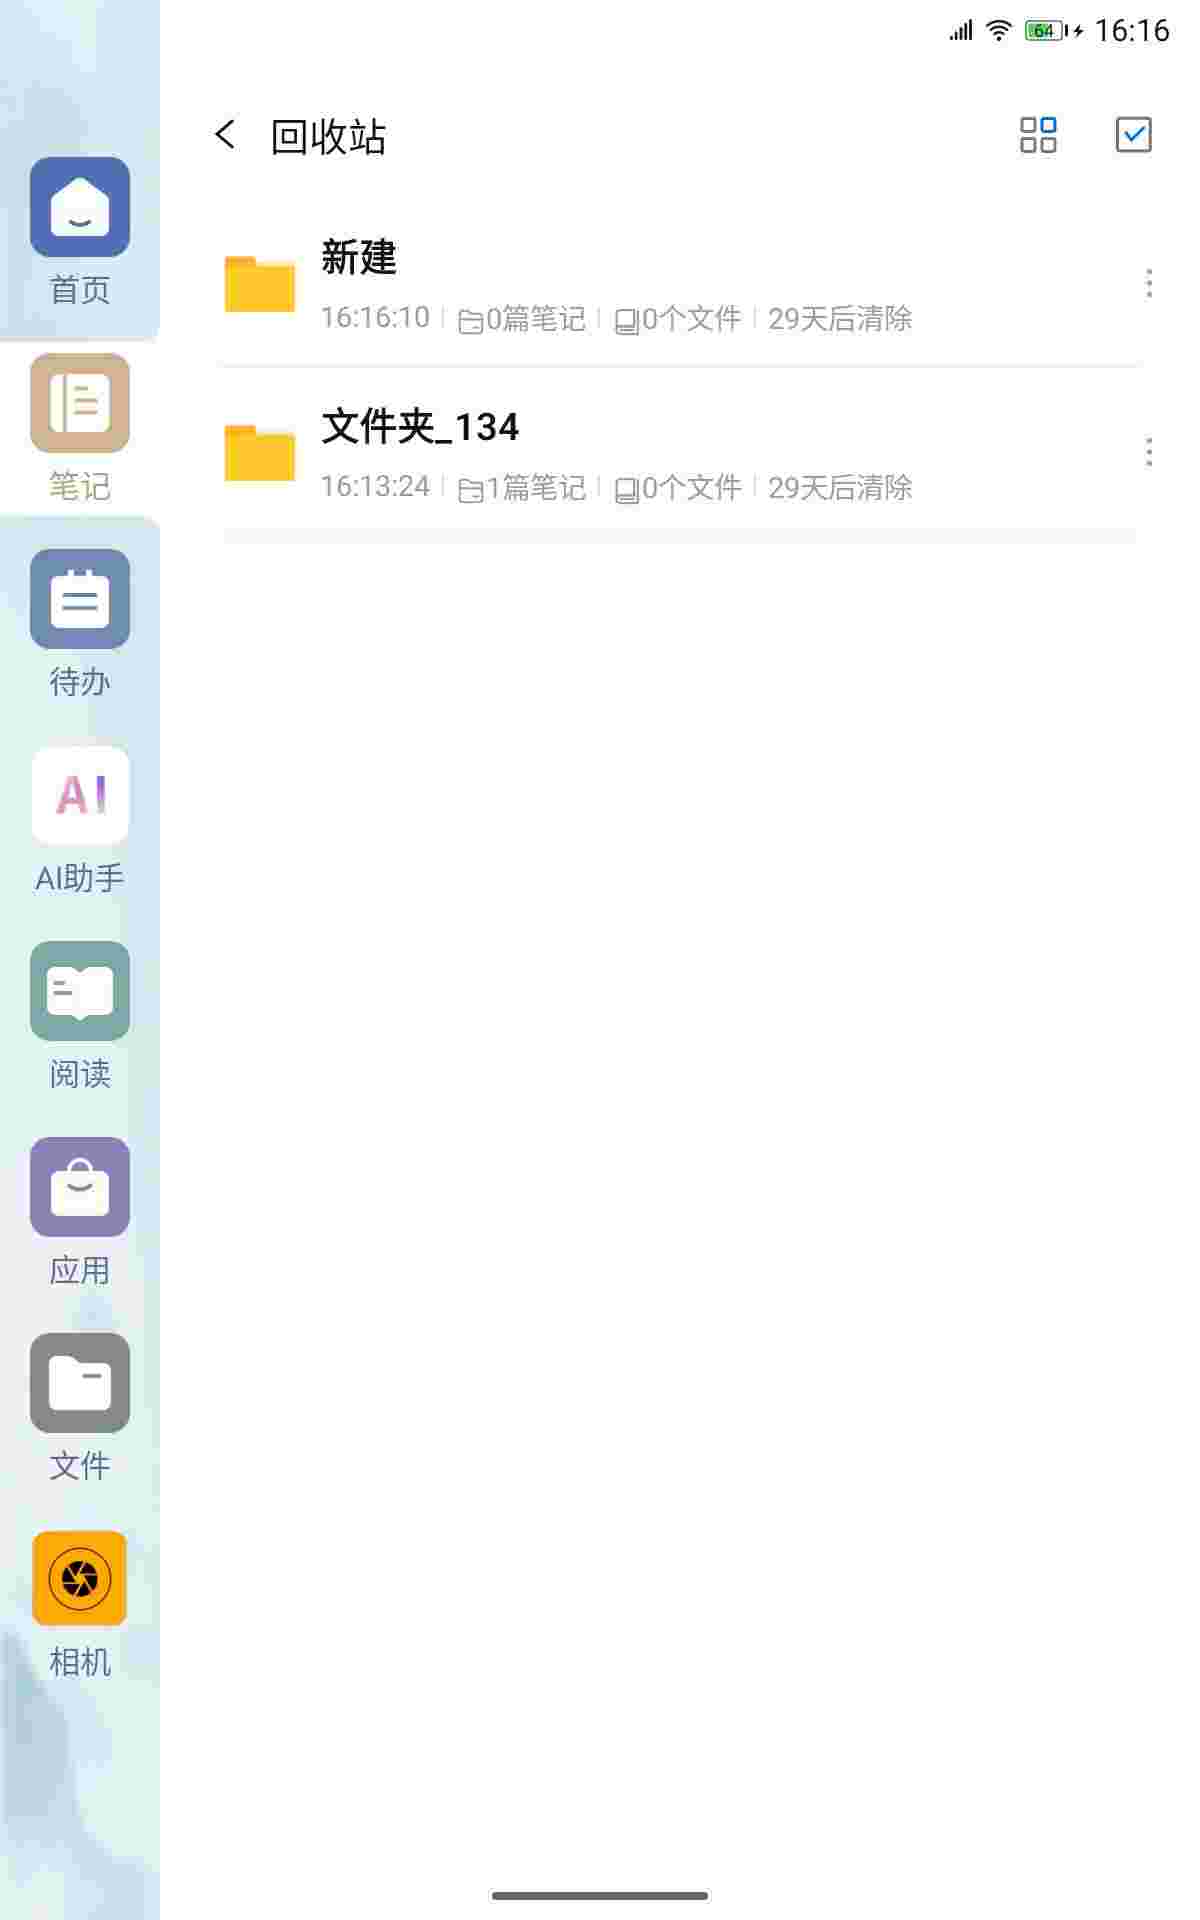 64 16:16
回收站
新建
16:16:10 0篇笔记 0个文件 29天后清除
文件夹_134
16:13:24 1篇笔记 0个文件 29天后清除
首页
笔记
待办
AI
AI助手
阅读
应用
文件
相机